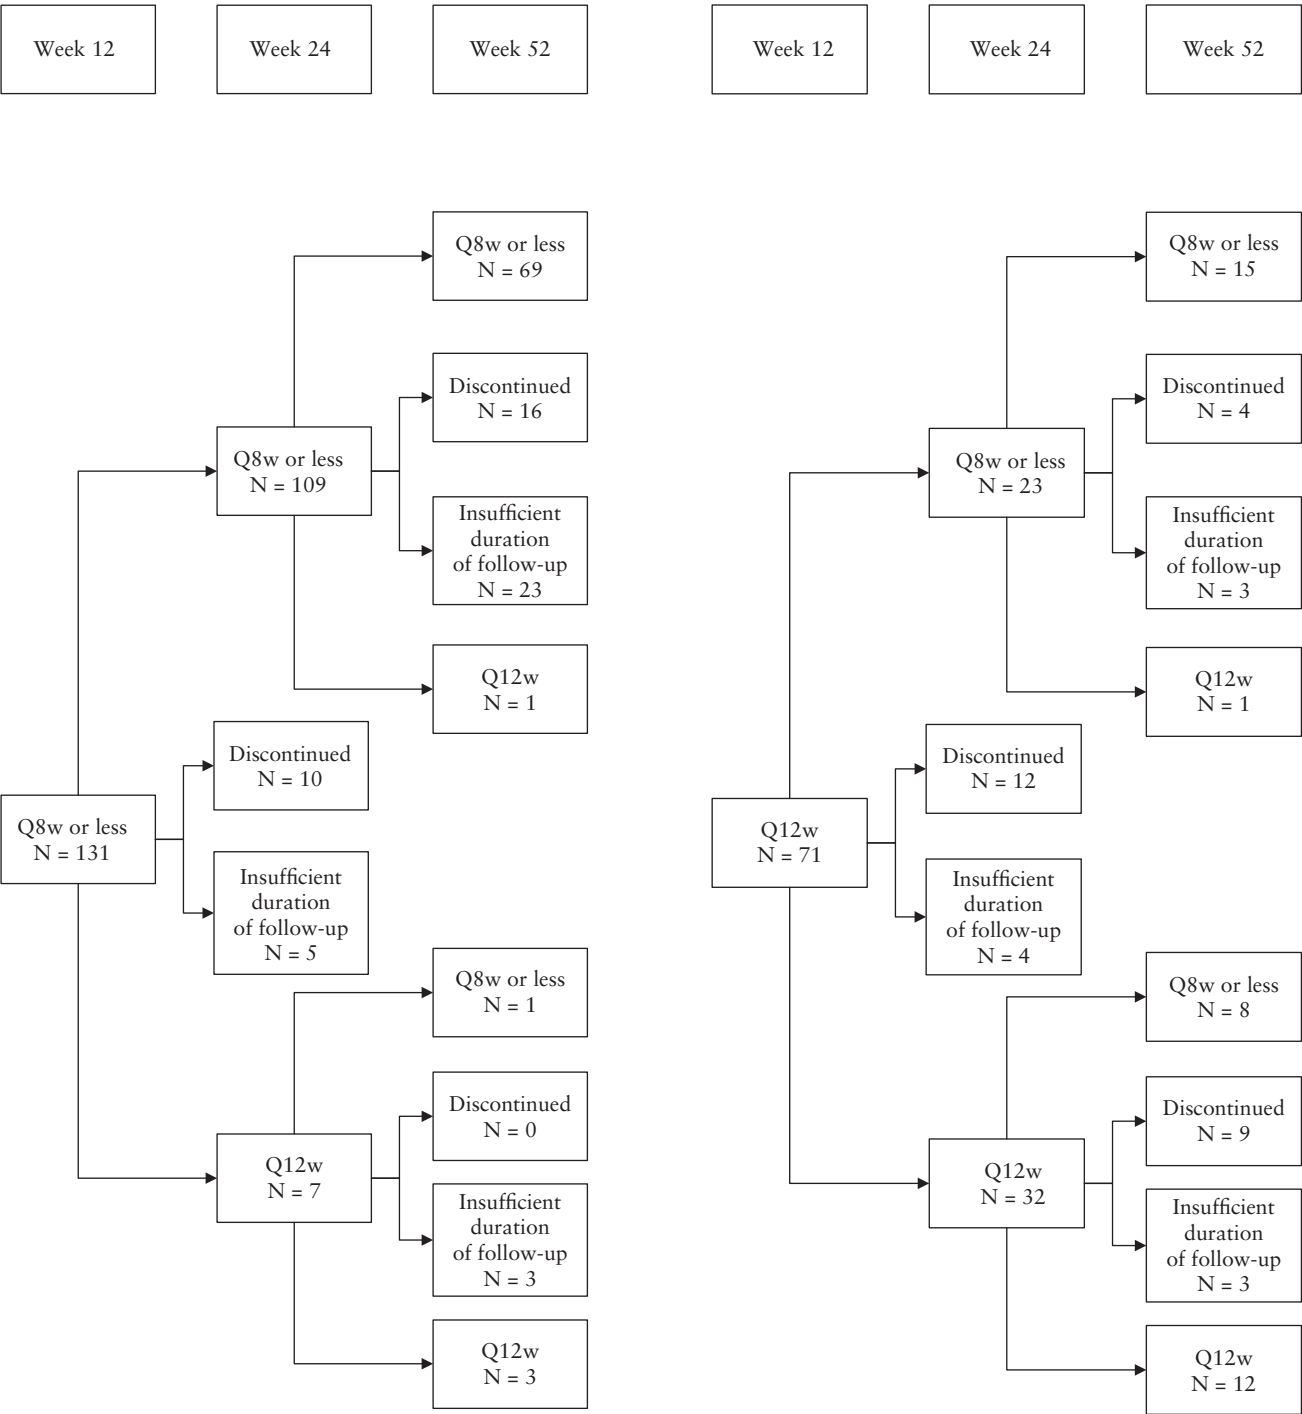 Week 12
Week 24
Week 52
Q8w or less
N = 69
Discontinued
N = 16
Q8w or less
N = 109
Insufficient
duration
of follow-up
N = 23
Q12w
N = 1
Discontinued
N = 10
Q8w or less
N = 131
Insufficient
duration
of follow-up
N = 5
Q8w or less
N = 1
Discontinued
N = 0
Q12w
N = 7
Insufficient
duration
of follow-up
N = 3
Q12w
N = 3
Week 12
Week 24
Week 52
Q8w or less
N = 15
Discontinued
N = 4
Q8w or less
N = 23
Insufficient
duration
of follow-up
N = 3
Q12w
N = 1
Discontinued
N = 12
Q12w
N = 71
Insufficient
duration
of follow-up
N = 4
Q8w or less
N = 8
Discontinued
N = 9
Q12w
N = 32
Insufficient
duration
of follow-up
N = 3
Q12w
N = 12